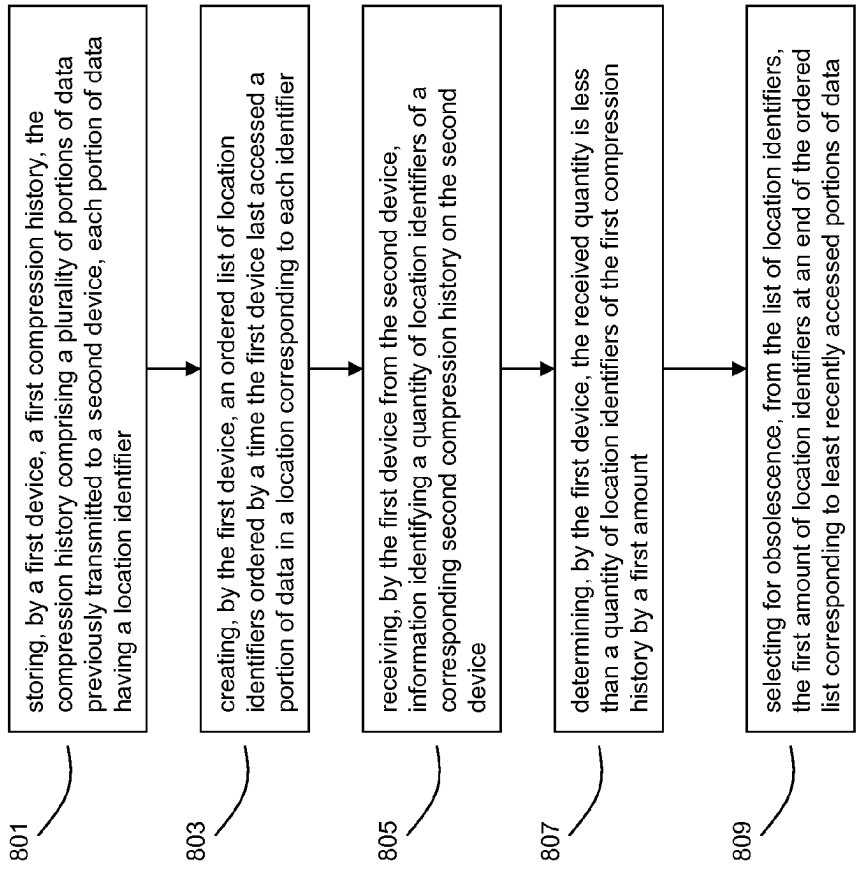 801
storing, by a first device, a first compression history, the
compression history comprising a plurality of portions of data
previously transmitted to a second device, each portion of data
having a location identifier
803
creating, by the first device, an ordered list of location
identifiers ordered by a time the first device last accessed a
portion of data in a location corresponding to each identifier
805
receiving, by the first device from the second device,
information identifying a quantity of location identifiers of a
corresponding second compression history on the second
device
807
determining, by the first device, the received quantity is less
than a quantity of location identifiers of the first compression
history by a first amount
809
selecting for obsolescence, from the list of location identifiers,
the first amount of location identifiers at an end of the ordered
list corresponding to least recently accessed portions of data